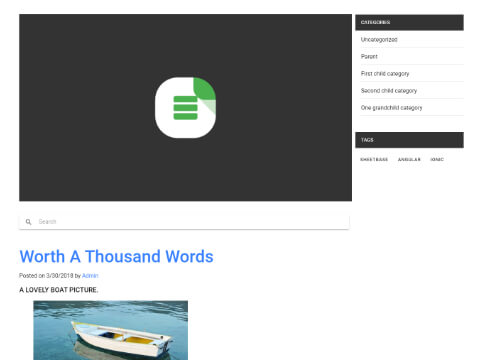 CATEGORIES
Uncategorized
Parent
First child category
Second child category
One grandchild category
TAGS
SHEETBASE ANGULAR IONIC
Search
Worth A Thousand Words
Posted on 3/30/2018 by Admin
A LOVELY BOAT PICTURE.